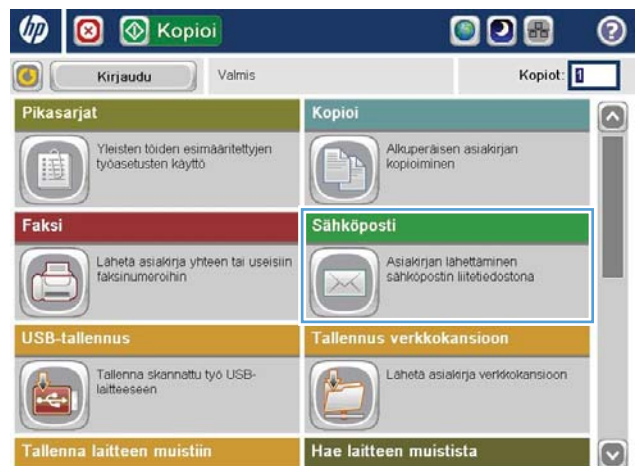 hp
Kopioi
?
Kirjaudu
Valmis
Kopiot: 1
Pikasarjat
Yleisten töiden esimääritettyjen
työasetusten käyttö
Kopioi
Alkuperäisen asiakirjan
kopioiminen
Faksi
Lähetä asiakirja yhteen tai useisiin
faksinumeroihin
Sähköposti
Asiakirjan lähettäminen
sähköpostin liitetiedostona
USB-tallennus
Tallenna skannattu työ USB-
laitteeseen
Tallennus verkkokansioon
Lähetä asiakirja verkkokansioon
Tallenna laitteen muistiin
Hae laitteen muistista